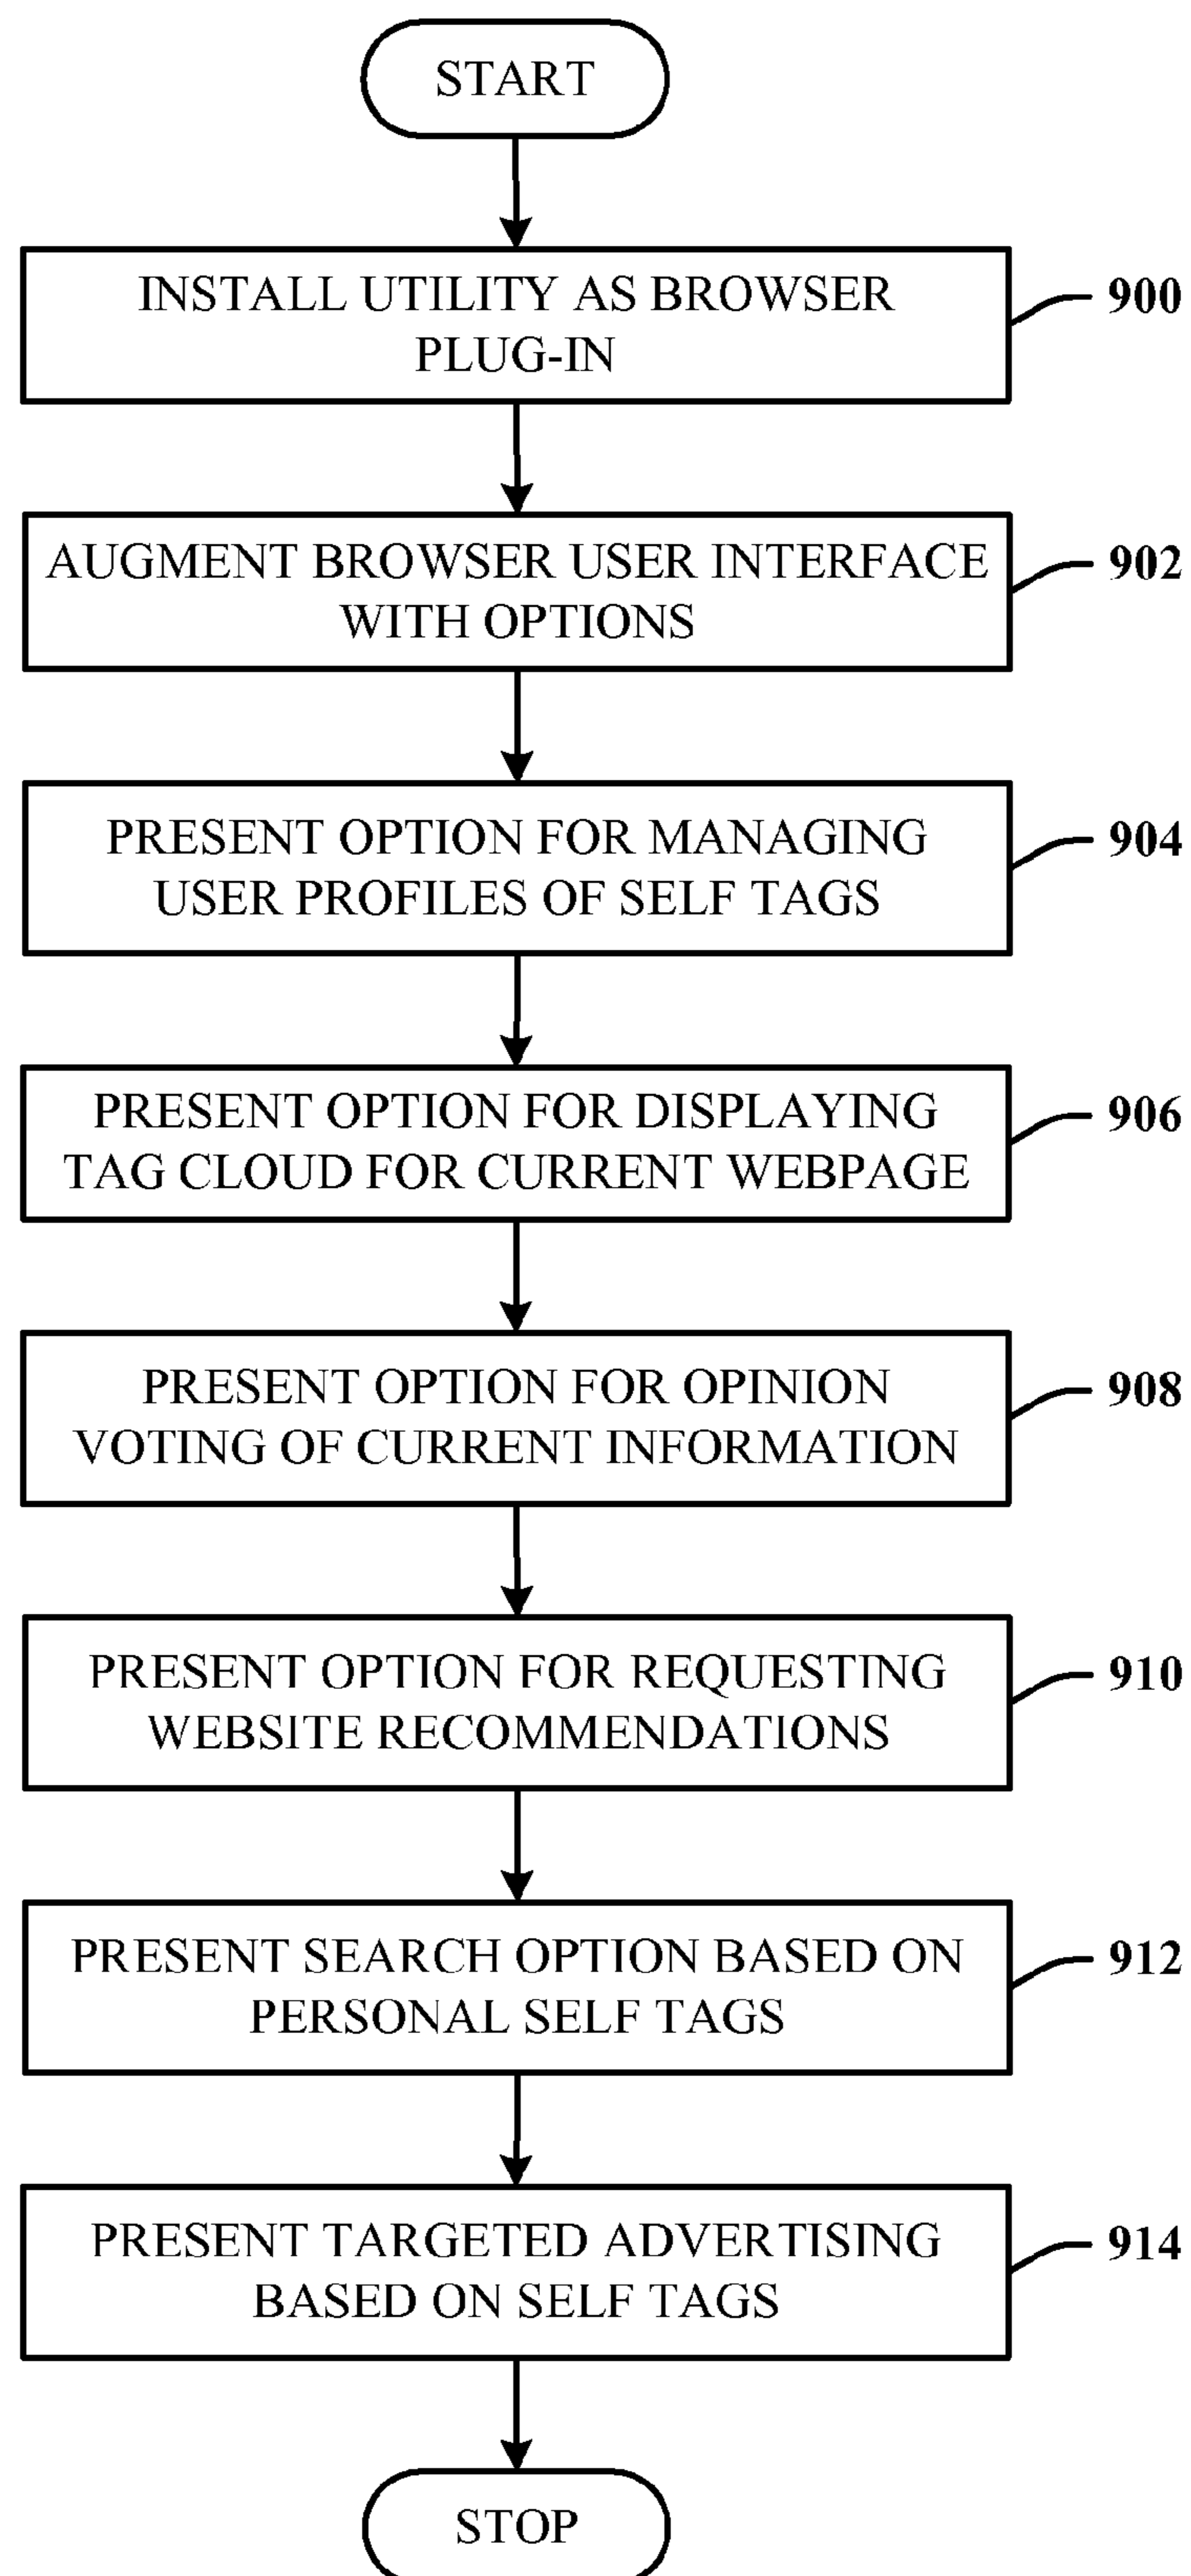 START
INSTALL UTILITY AS BROWSER
PLUG-IN
900
AUGMENT BROWSER USER INTERFACE
WITH OPTIONS
902
PRESENT OPTION FOR MANAGING
USER PROFILES OF SELF TAGS
904
PRESENT OPTION FOR DISPLAYING
TAG CLOUD FOR CURRENT WEBPAGE
906
PRESENT OPTION FOR OPINION
VOTING OF CURRENT INFORMATION
908
PRESENT OPTION FOR REQUESTING
WEBSITE RECOMMENDATIONS
910
PRESENT SEARCH OPTION BASED ON
PERSONAL SELF TAGS
912
PRESENT TARGETED ADVERTISING
BASED ON SELF TAGS
914
STOP